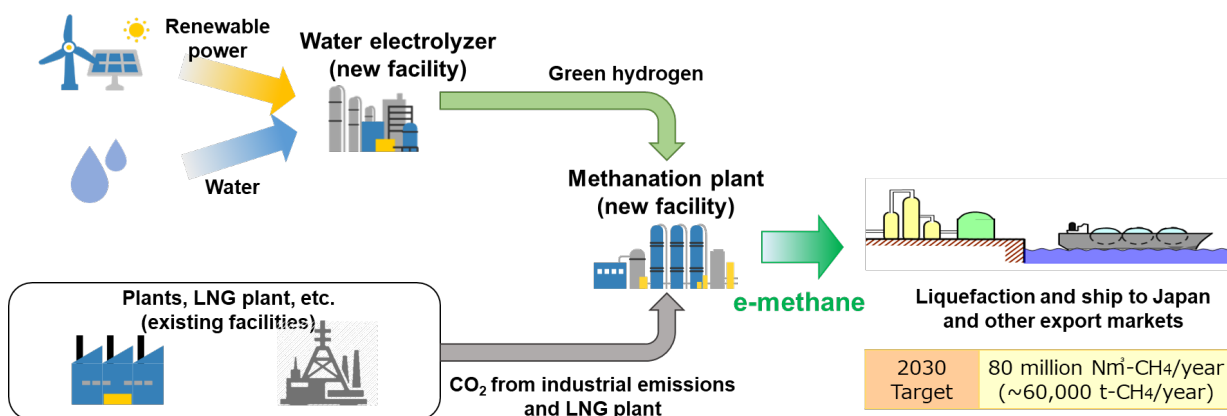 Renewable
power
Water electrolyzer
(new facility)
Green hydrogen
Water
Methanation plant
(new facility)
e-methane
Plants, LNG plant, etc.
(existing facilities)
CO₂ from industrial emissions
and LNG plant
Liquefaction and ship to Japan
and other export markets
2030
Target
80 million Nm³-CH₄/year
(~60,000 t-CH₄/year)